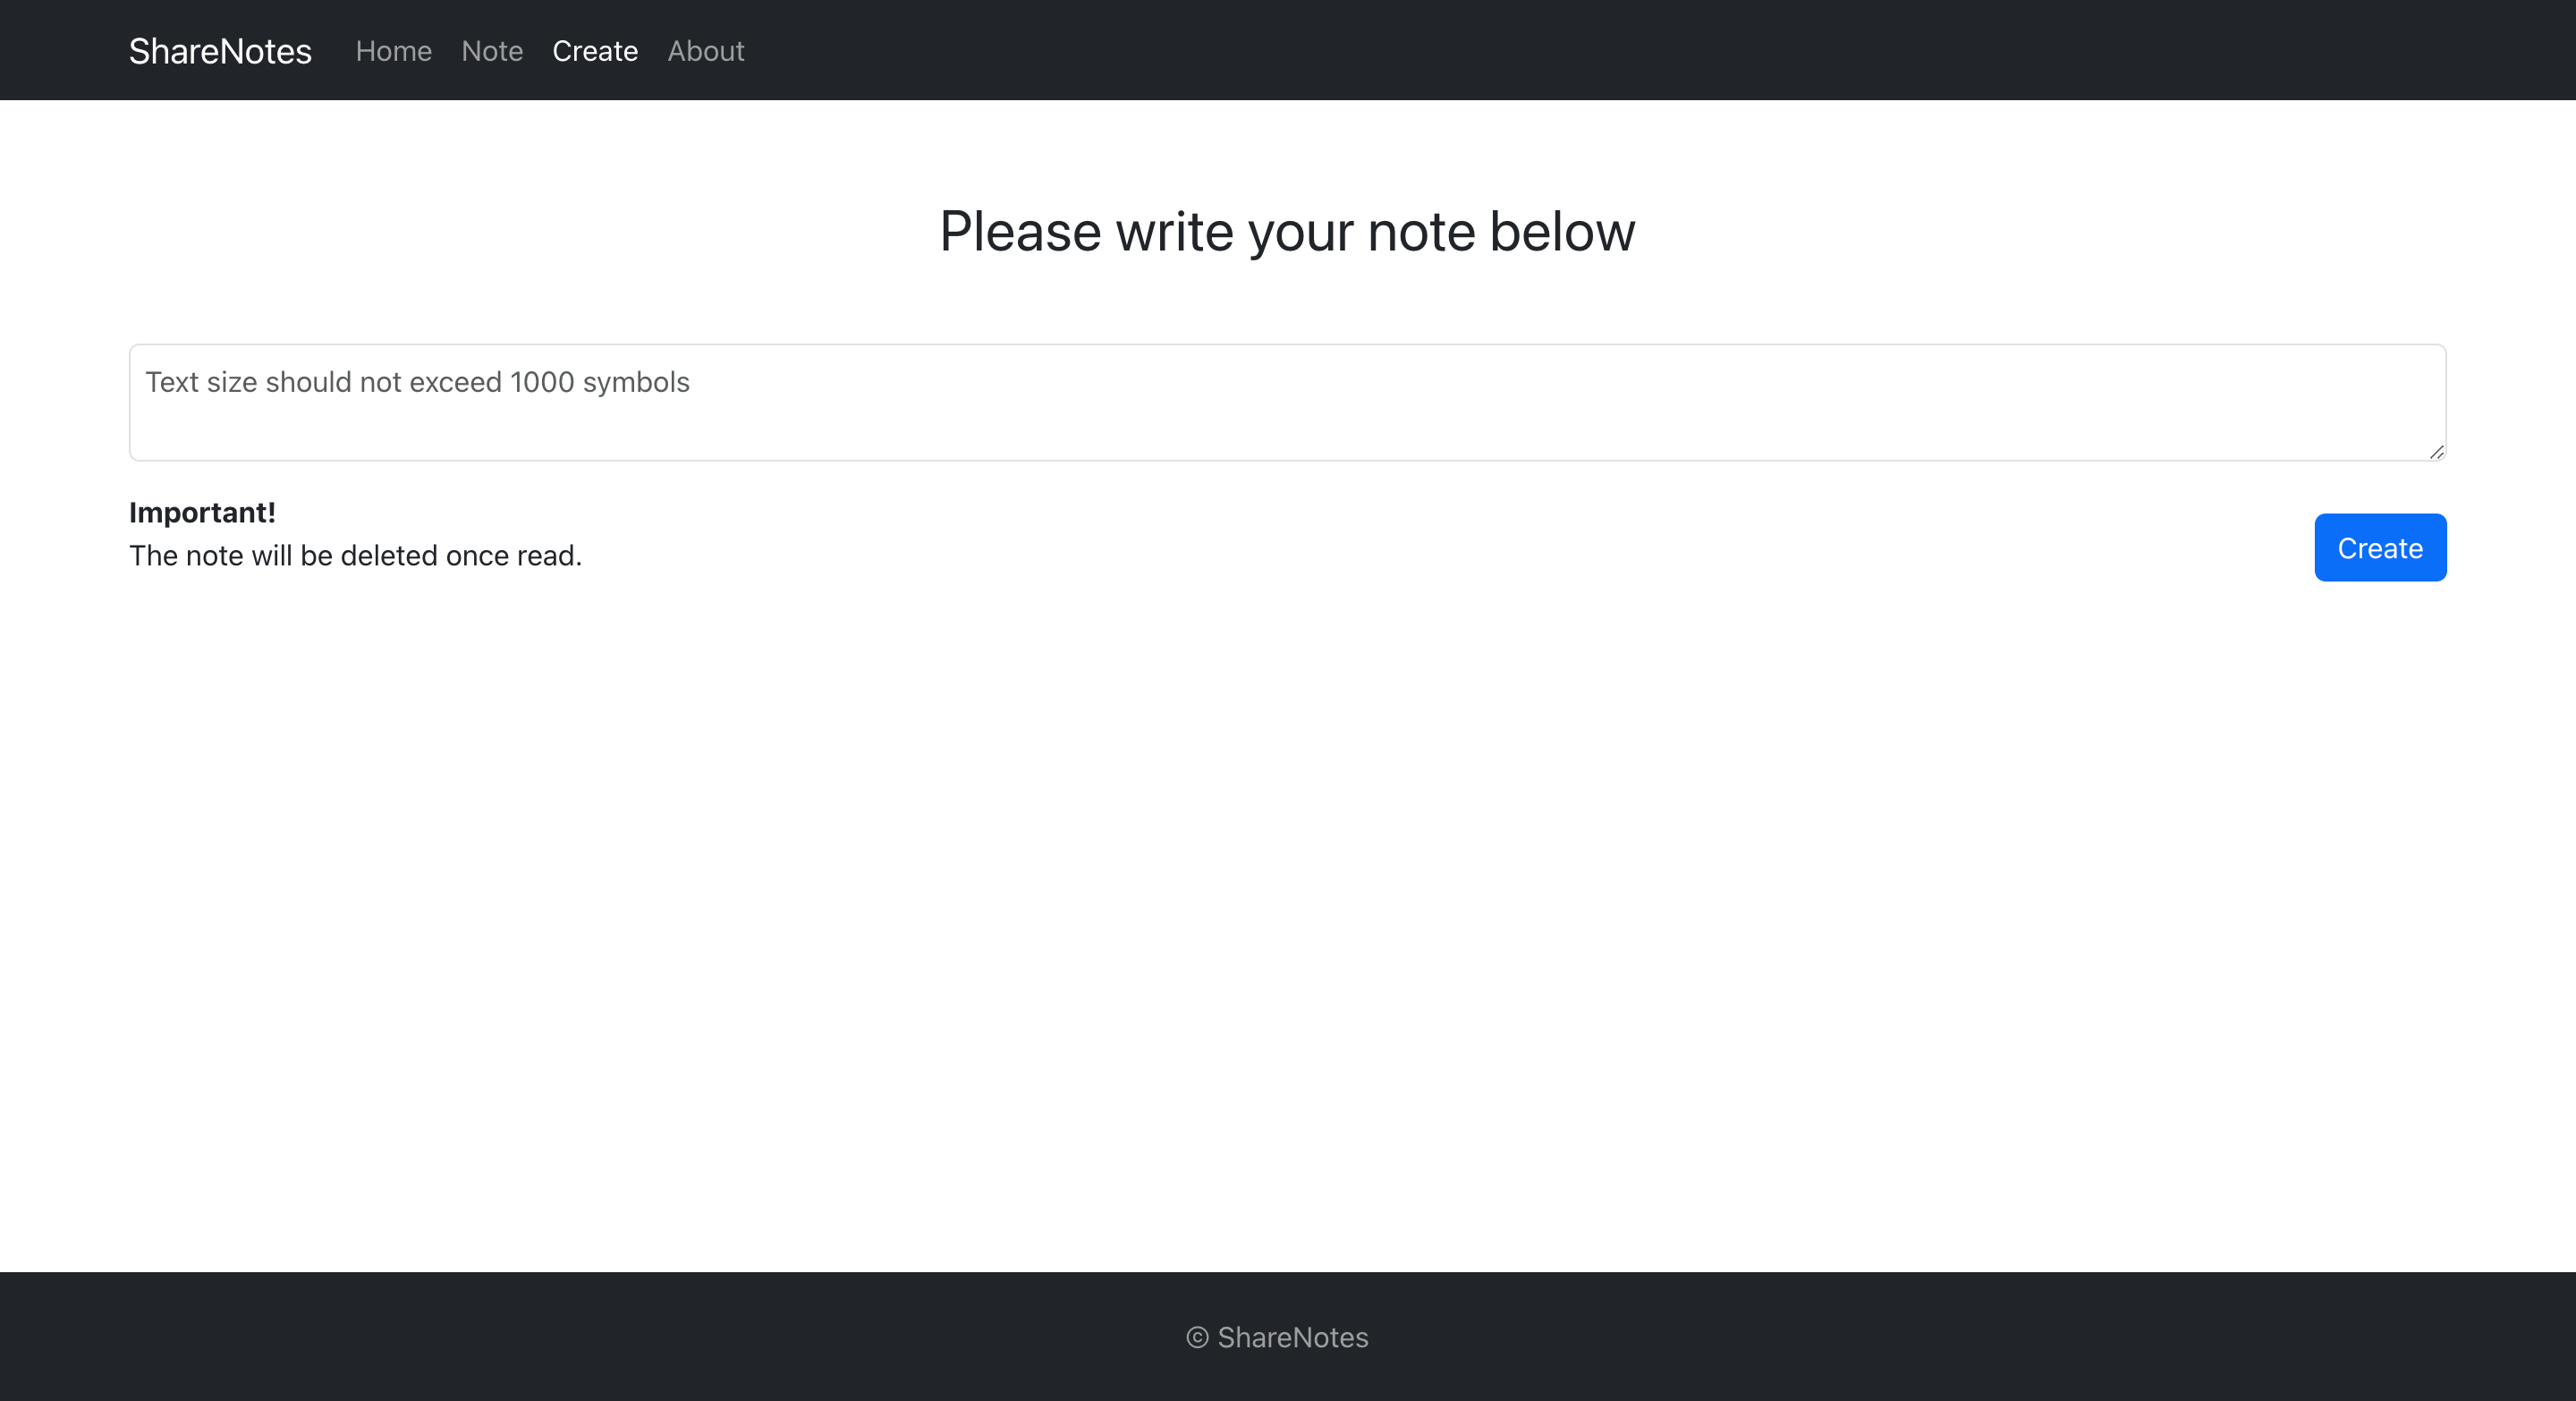 ShareNotes Home Note Create About
Please write your note below
Text size should not exceed 1000 symbols
Important!
The note will be deleted once read.
Create
© ShareNotes